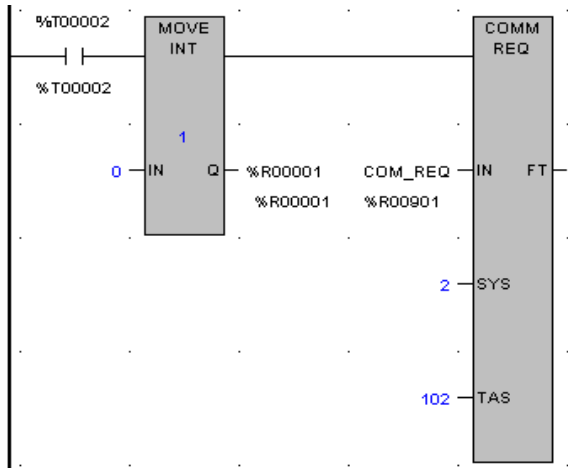 %T00002
MOVE
INT
COMM
REQ
%T00002
1
0
IN
Q
%R00001
COM_REQ
IN
FT
%R00001
%R00901
2
SYS
102
TAS